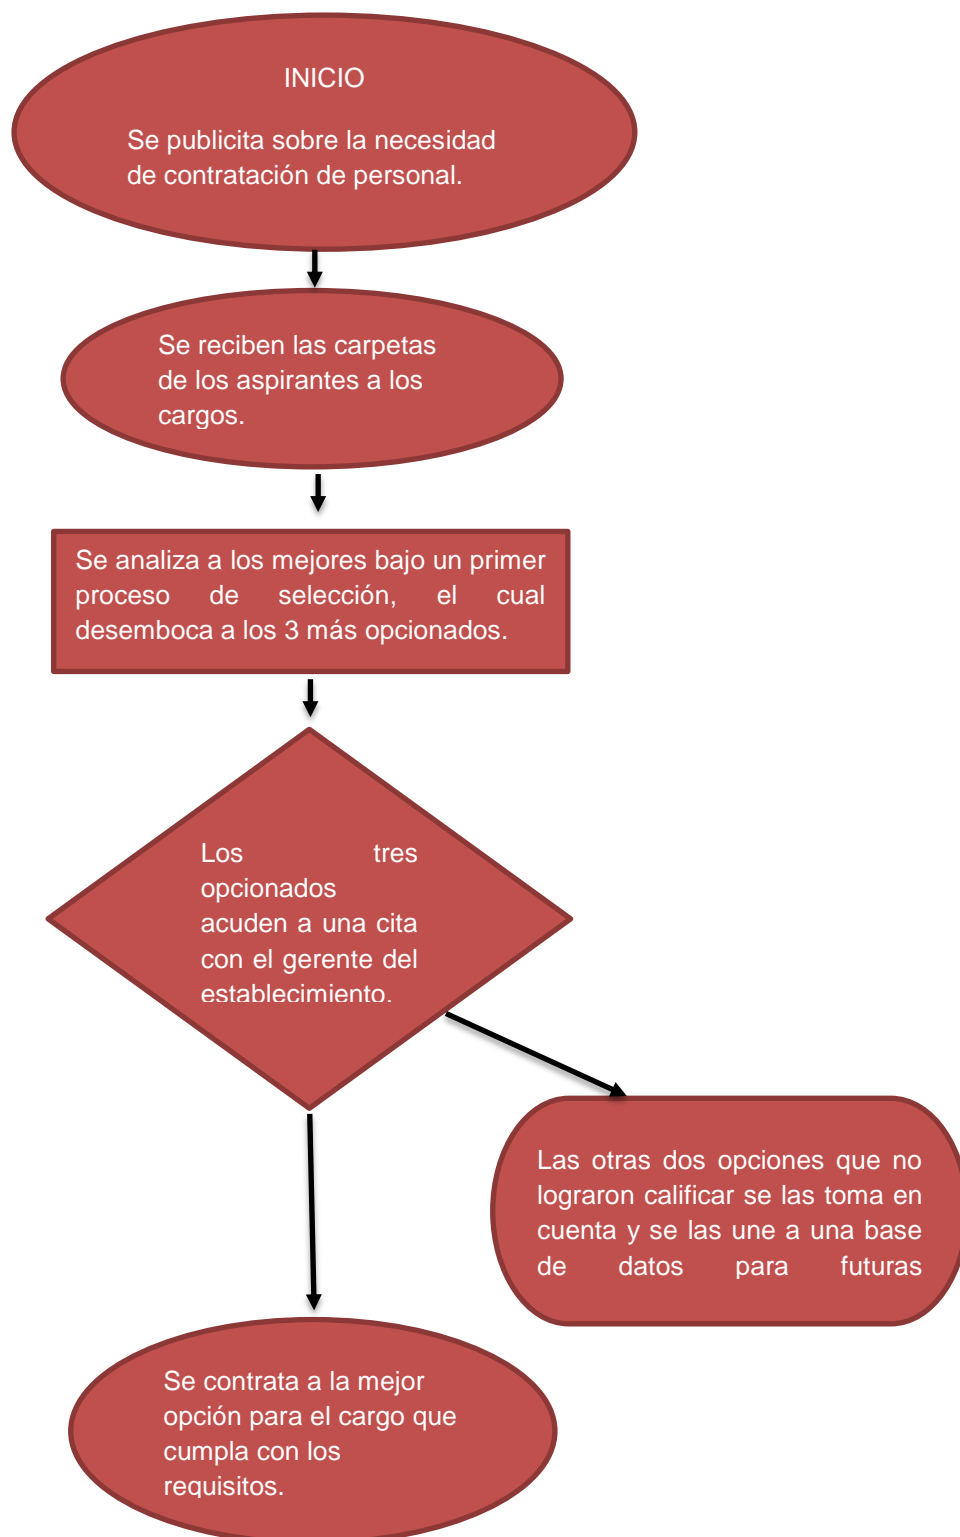 INICIO
Se publicita sobre la necesidad
de contratación de personal.
Se reciben las carpetas
de los aspirantes a los
cargos.
Se analiza a los mejores bajo un primer
proceso de selección, el cual
desemboca a los 3 más opcionados.
Los tres
opcionados
acuden a una cita
con el gerente del
establecimiento.
Las otras dos opciones que no
lograron calificar se las toma en
cuenta y se las une a una base
de datos para futuras
Se contrata a la mejor
opción para el cargo que
cumpla con los
requisitos.